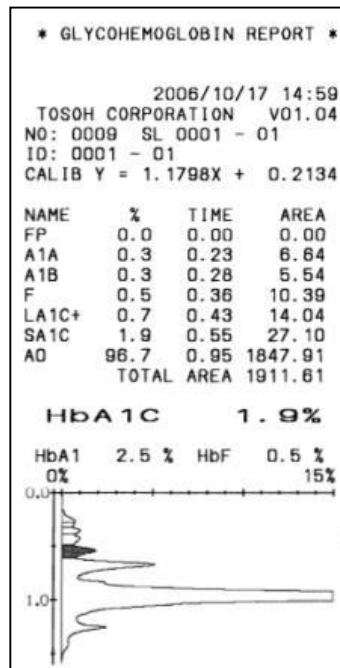 * GLYCOHEMOGLOBIN REPORT *
2006/10/17 14:59
TOSOH CORPORATION V01.04
NO: 0009 SL 0001 - 01
ID: 0001 - 01
CALIB Y = 1.1798X + 0.2134
NAME % TIME AREA
FP 0.0 0.00 0.00
A1A 0.3 0.23 6.64
A1B 0.3 0.28 5.54
F 0.5 0.36 10.39
LA1C+ 0.7 0.43 14.04
SA1C 1.9 0.55 27.10
AO 96.7 0.95 1847.91
TOTAL AREA 1911.61
HbA1C 1.9%
HbA1 2.5 % HbF 0.5 %
0% 15%
0.0
1.0